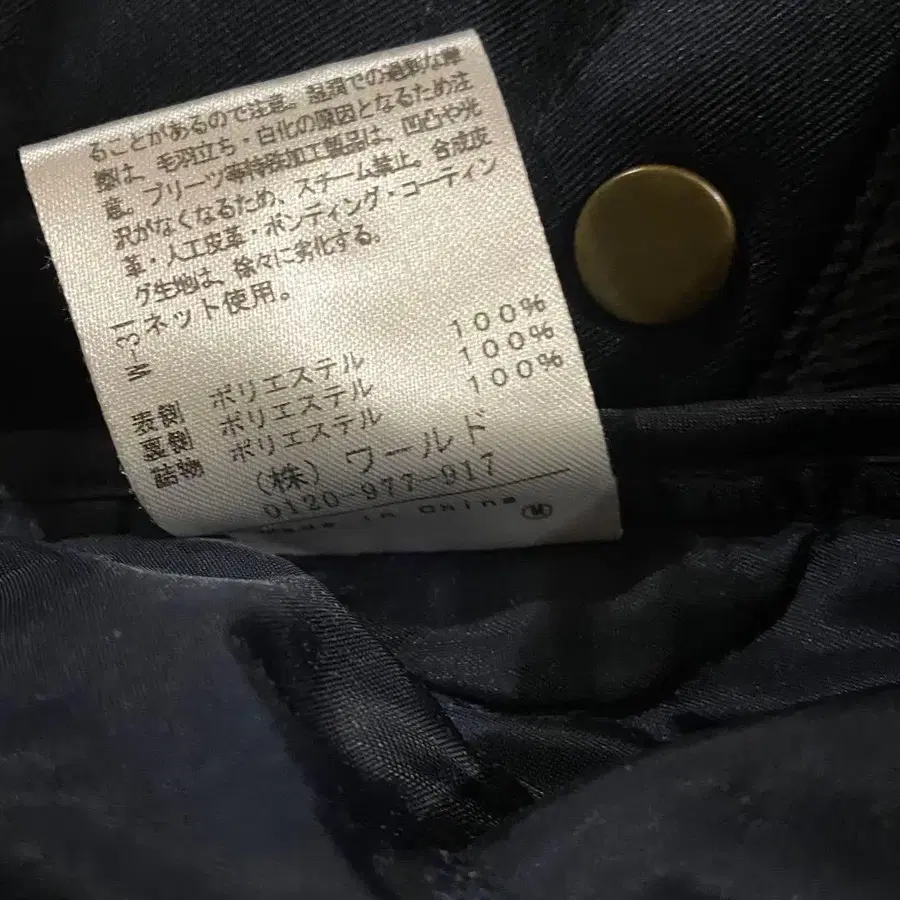 ることがあるので注意。湿潤での過剰な摩
擦は、毛羽立ち・白化の原因となるため注
意。プリーツ等特殊加工製品は、凹凸や光
沢がなくなるため、スチーム禁止。合成皮
革・人工皮革・ボンディング・コーティン
グ生地は、徐々に劣化する。
ネット使用。
W-31
表側 ポリエステル 100%
裏側 ポリエステル 100%
詰物 ポリエステル 100%
(株) ワールド
0120-977-917
Made in China Ⓜ